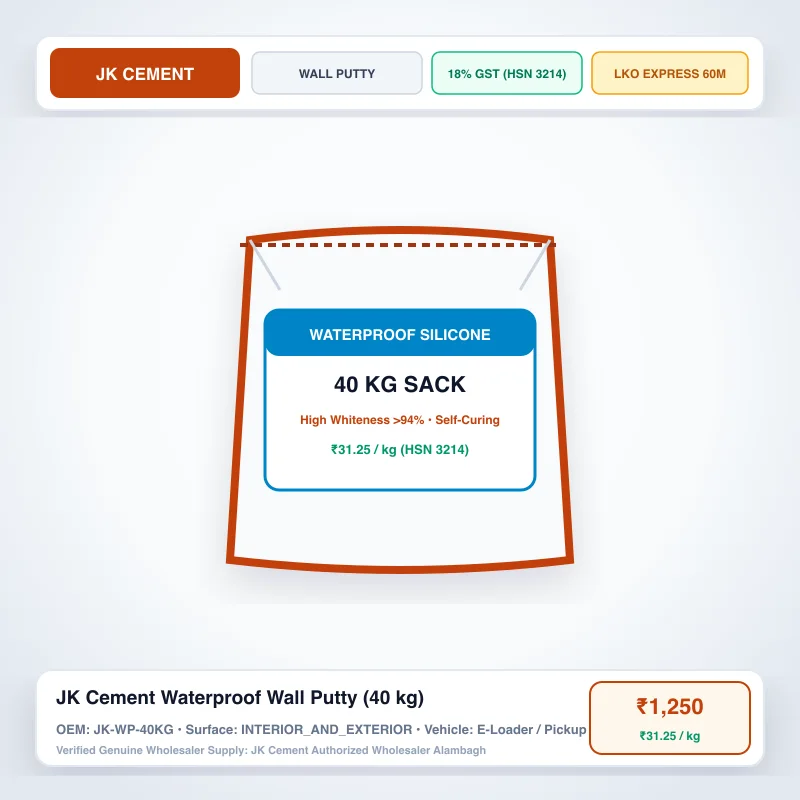 JK CEMENT
WALL PUTTY
18% GST (HSN 3214)
LKO EXPRESS 60M
WATERPROOF SILICONE
40 KG SACK
High Whiteness >94% • Self-Curing
₹31.25 / kg (HSN 3214)
JK Cement Waterproof Wall Putty (40 kg)
OEM: JK-WP-40KG • Surface: INTERIOR_AND_EXTERIOR • Vehicle: E-Loader / Pickup
Verified Genuine Wholesaler Supply: JK Cement Authorized Wholesaler Alambagh
₹1,250
₹31.25 / kg